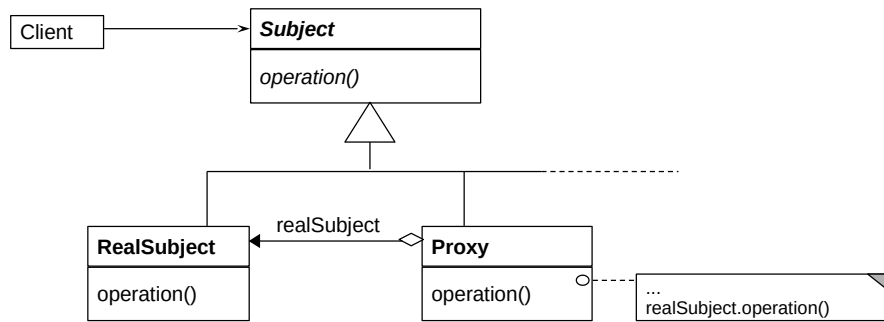 Client
Subject
operation()
realSubject
RealSubject
Proxy
operation()
operation()
...
realSubject.operation()